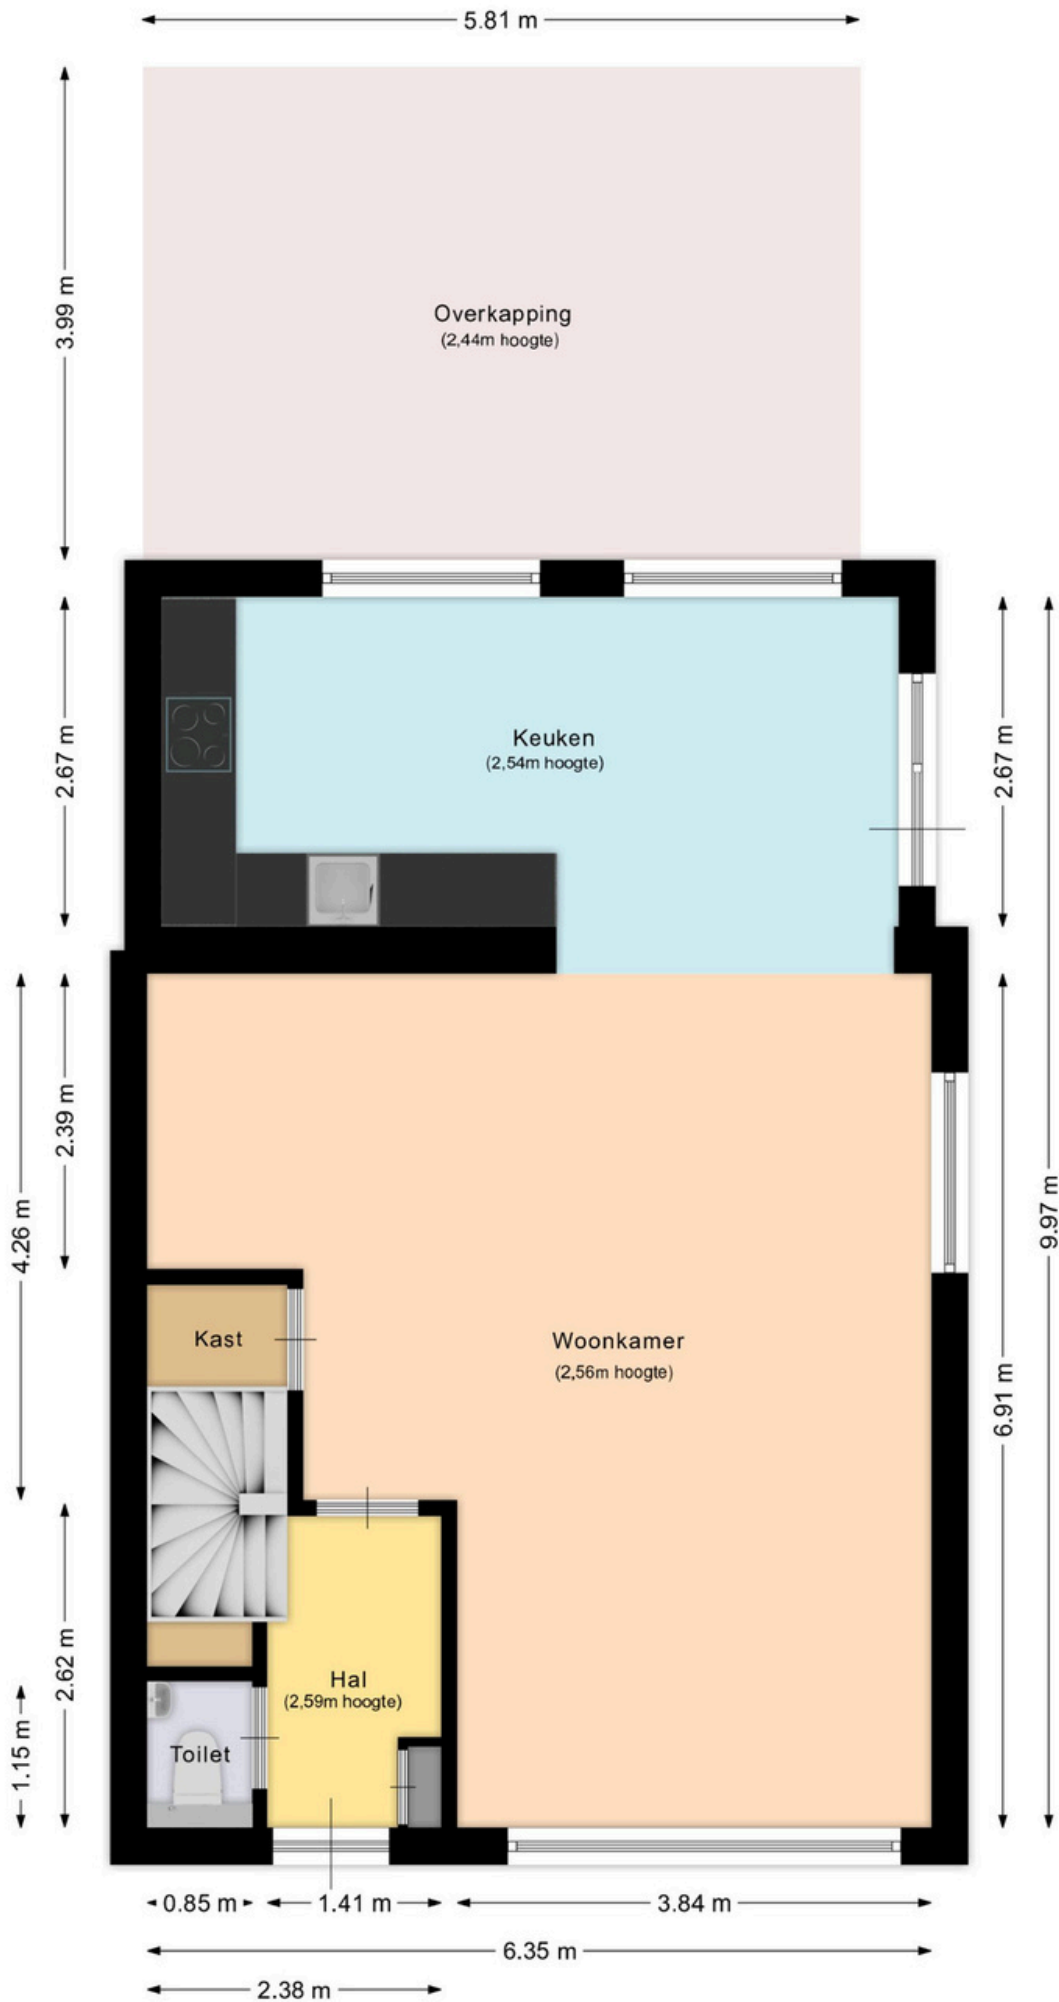 5.81 m
3.99 m
Overkapping
(2,44m hoogte)
2.67 m
Keuken
(2,54m hoogte)
2.67 m
2.39 m
4.26 m
9.97 m
Kast
Woonkamer
(2,56m hoogte)
6.91 m
2.62 m
Hal
(2,59m hoogte)
1.15 m
Toilet
0.85 m
1.41 m
3.84 m
6.35 m
2.38 m